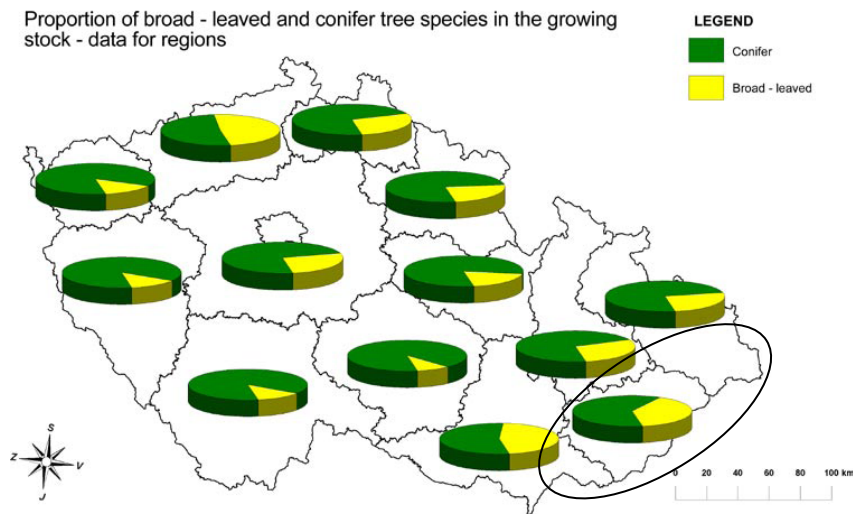 Proportion of broad - leaved and conifer tree species in the growing
stock - data for regions
LEGEND
Conifer
Broad - leaved
S
Z
V
J
0 20 40 60 80 100 km